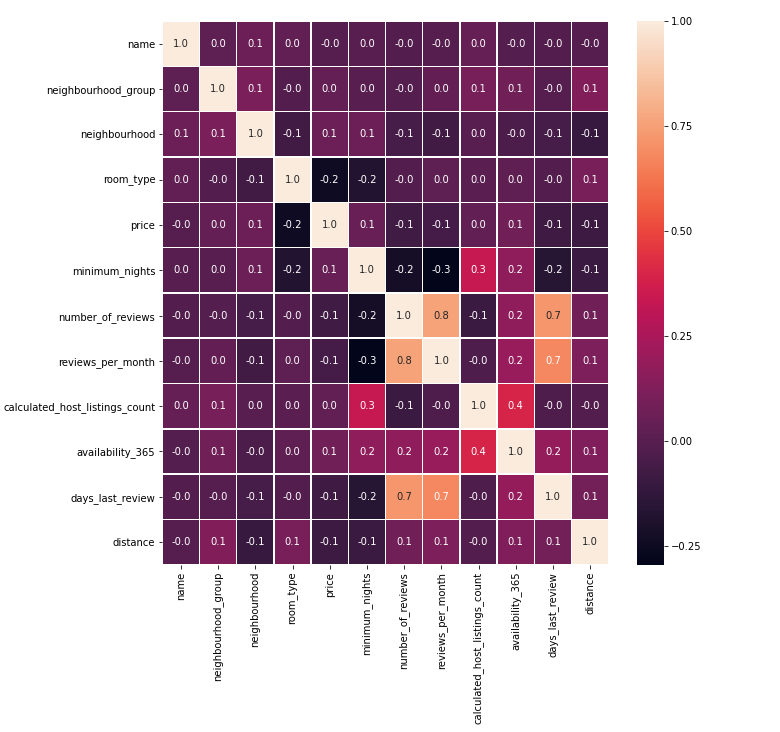 name 1.0 0.0 0.1 0.0 -0.0 0.0 -0.0 -0.0 0.0 -0.0 -0.0 -0.0
neighbourhood_group 0.0 1.0 0.1 -0.0 0.0 0.0 -0.0 0.0 0.1 0.1 -0.0 0.1
neighbourhood 0.1 0.1 1.0 -0.1 0.1 0.1 -0.1 -0.1 0.0 -0.0 -0.1 -0.1
room_type 0.0 -0.0 -0.1 1.0 -0.2 -0.2 -0.0 0.0 0.0 0.0 -0.0 0.1
price -0.0 0.0 0.1 -0.2 1.0 0.1 -0.1 -0.1 0.0 0.1 -0.1 -0.1
minimum_nights 0.0 0.0 0.1 -0.2 0.1 1.0 -0.2 -0.3 0.3 0.2 -0.2 -0.1
number_of_reviews -0.0 -0.0 -0.1 -0.0 -0.1 -0.2 1.0 0.8 -0.1 0.2 0.7 0.1
reviews_per_month -0.0 0.0 -0.1 0.0 -0.1 -0.3 0.8 1.0 -0.0 0.2 0.7 0.1
calculated_host_listings_count 0.0 0.1 0.0 0.0 0.0 0.3 -0.1 -0.0 1.0 0.4 -0.0 -0.0
availability_365 -0.0 0.1 -0.0 0.0 0.1 0.2 0.2 0.2 0.4 1.0 0.2 0.1
days_last_review -0.0 -0.0 -0.1 -0.0 -0.1 -0.2 0.7 0.7 -0.0 0.2 1.0 0.1
distance -0.0 0.1 -0.1 0.1 -0.1 -0.1 0.1 0.1 -0.0 0.1 0.1 1.0
name
neighbourhood_group
neighbourhood
room_type
price
minimum_nights
number_of_reviews
reviews_per_month
calculated_host_listings_count
availability_365
days_last_review
distance
1.00
0.75
0.50
0.25
0.00
−0.25